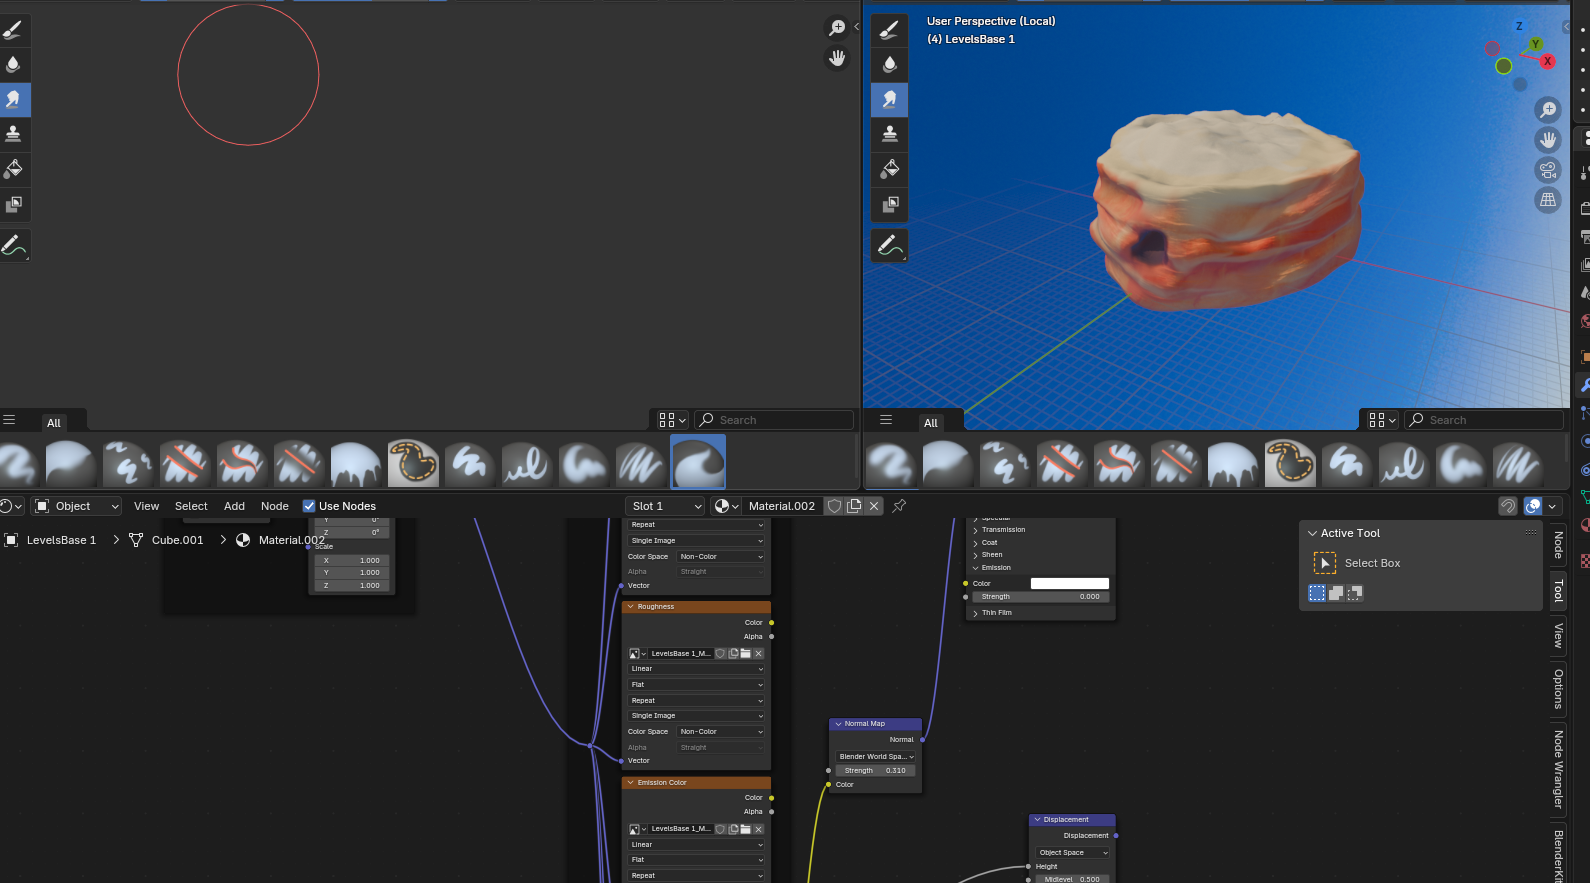 User Perspective (Local)
(4) LevelsBase 1
Z
Y
X
All
Search
All
Search
Object
View
Select
Add
Node
Use Nodes
Slot 1
Material.002
LevelsBase 1
Cube.001
Material.002
Y 0°
Z 0°
Scale
X 1.000
Y 1.000
Z 1.000
Repeat
Single Image
Color Space Non-Color
Alpha Straight
Vector
Roughness
Color
Alpha
LevelsBase 1_M...
Linear
Flat
Repeat
Single Image
Color Space Non-Color
Alpha Straight
Vector
Emission Color
Color
Alpha
LevelsBase 1_M...
Linear
Flat
Repeat
Specular
Transmission
Coat
Sheen
Emission
Color
Strength 0.000
Thin Film
Normal Map
Normal
Blender World Spa...
Strength 0.310
Color
Displacement
Displacement
Object Space
Height
Midlevel 0.500
Active Tool
Select Box
Node
Tool
View
Options
Node Wrangler
BlenderKit